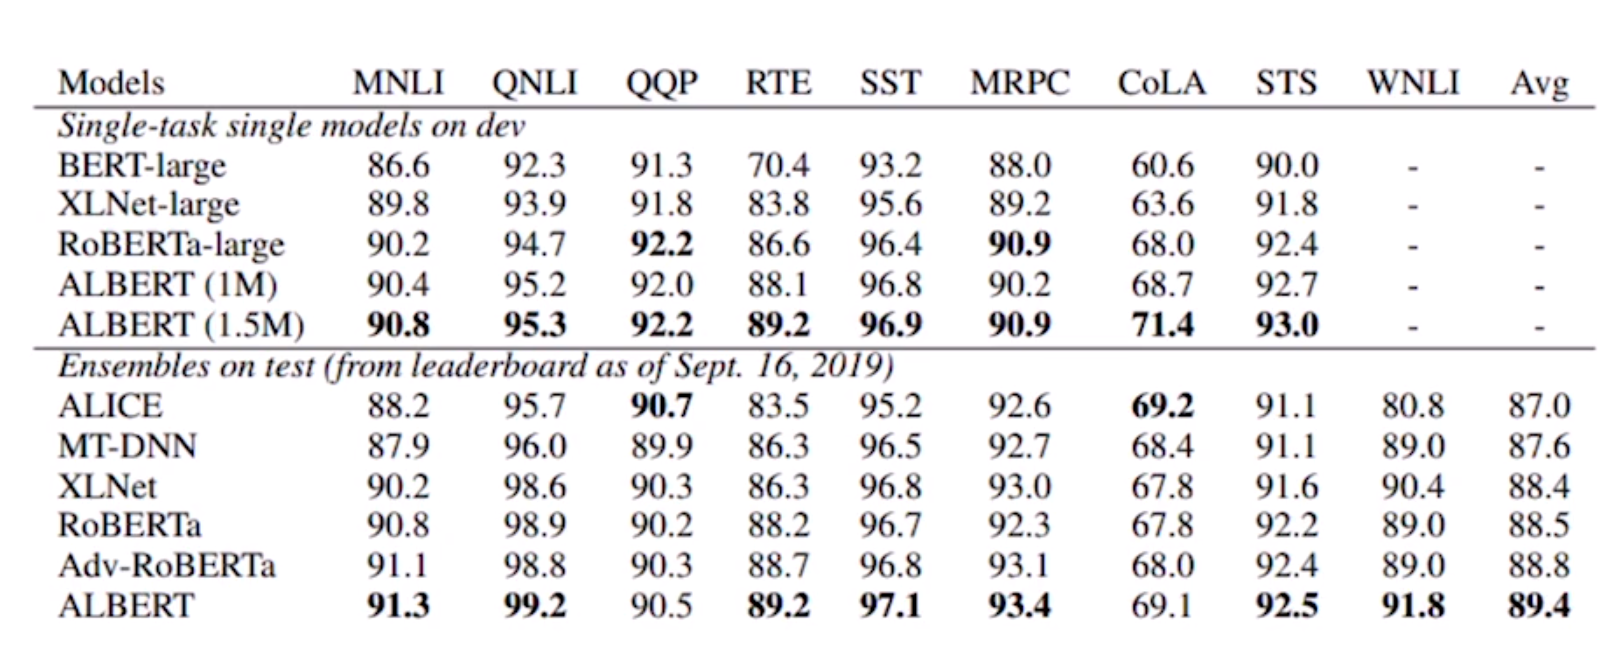 Models MNLI QNLI QQP RTE SST MRPC CoLA STS WNLI Avg
Single-task single models on dev
BERT-large 86.6 92.3 91.3 70.4 93.2 88.0 60.6 90.0 - -
XLNet-large 89.8 93.9 91.8 83.8 95.6 89.2 63.6 91.8 - -
RoBERTa-large 90.2 94.7 92.2 86.6 96.4 90.9 68.0 92.4 - -
ALBERT (1M) 90.4 95.2 92.0 88.1 96.8 90.2 68.7 92.7 - -
ALBERT (1.5M) 90.8 95.3 92.2 89.2 96.9 90.9 71.4 93.0 - -
Ensembles on test (from leaderboard as of Sept. 16, 2019)
ALICE 88.2 95.7 90.7 83.5 95.2 92.6 69.2 91.1 80.8 87.0
MT-DNN 87.9 96.0 89.9 86.3 96.5 92.7 68.4 91.1 89.0 87.6
XLNet 90.2 98.6 90.3 86.3 96.8 93.0 67.8 91.6 90.4 88.4
RoBERTa 90.8 98.9 90.2 88.2 96.7 92.3 67.8 92.2 89.0 88.5
Adv-RoBERTa 91.1 98.8 90.3 88.7 96.8 93.1 68.0 92.4 89.0 88.8
ALBERT 91.3 99.2 90.5 89.2 97.1 93.4 69.1 92.5 91.8 89.4